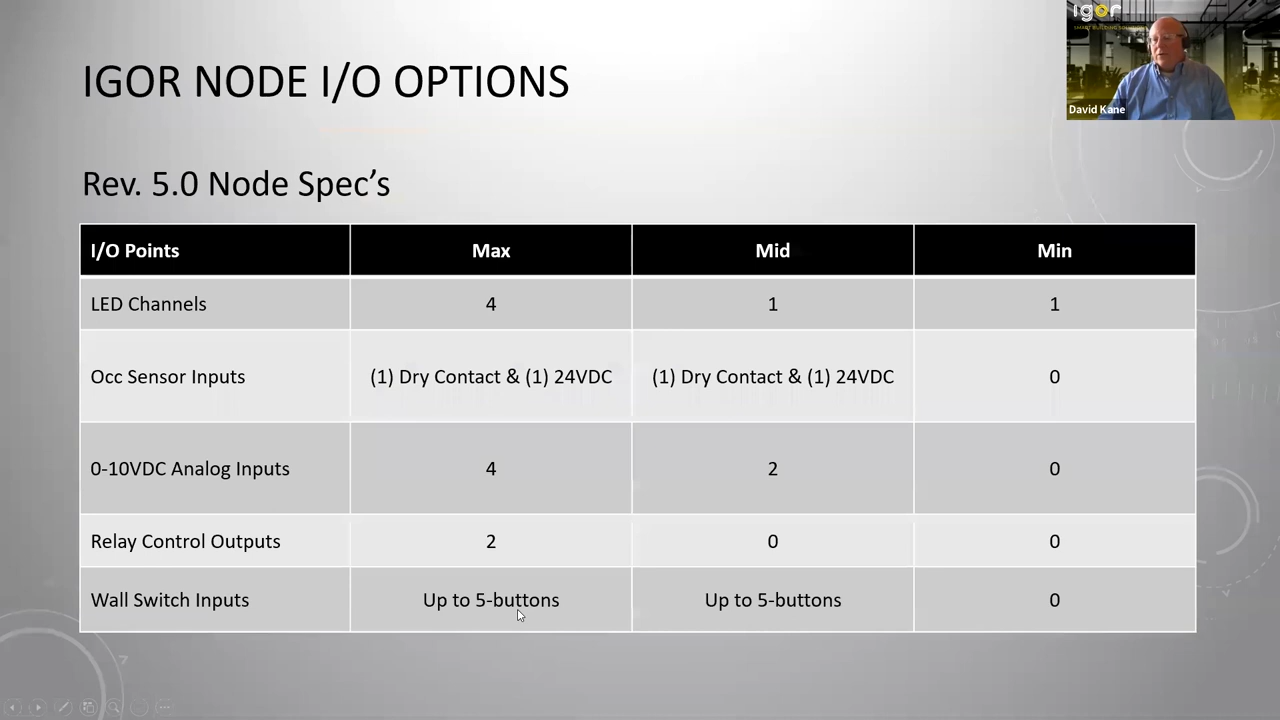 igor
David Kane
IGOR NODE I/O OPTIONS
Rev. 5.0 Node Spec's
I/O Points Max Mid Min
LED Channels 4 1 1
Occ Sensor Inputs (1) Dry Contact & (1) 24VDC (1) Dry Contact & (1) 24VDC 0
0-10VDC Analog Inputs 4 2 0
Relay Control Outputs 2 0 0
Wall Switch Inputs Up to 5-buttons Up to 5-buttons 0